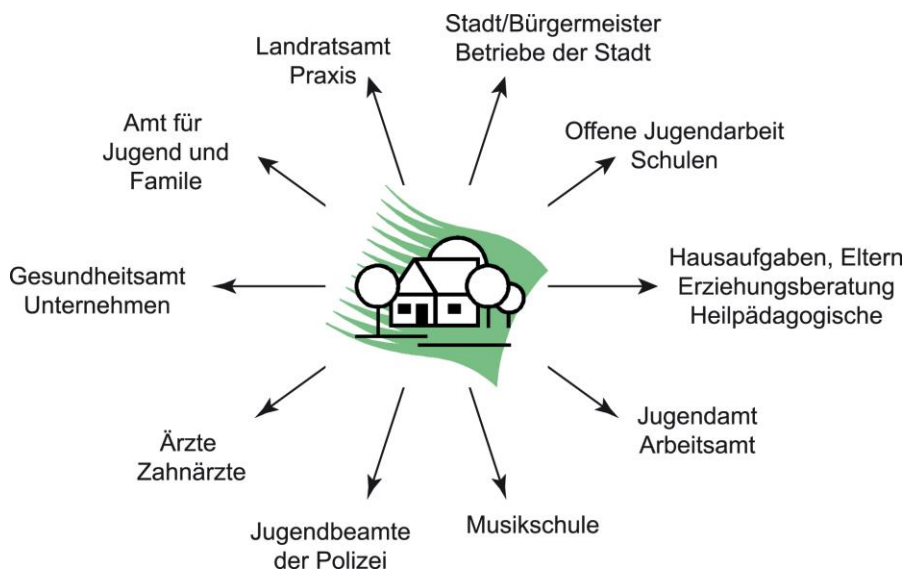 Stadt/Bürgermeister
Betriebe der Stadt
Landratsamt
Praxis
Amt für
Jugend und
Famile
Offene Jugendarbeit
Schulen
Gesundheitsamt
Unternehmen
Hausaufgaben, Eltern
Erziehungsberatung
Heilpädagogische
Ärzte
Zahnärzte
Jugendamt
Arbeitsamt
Jugendbeamte
der Polizei
Musikschule